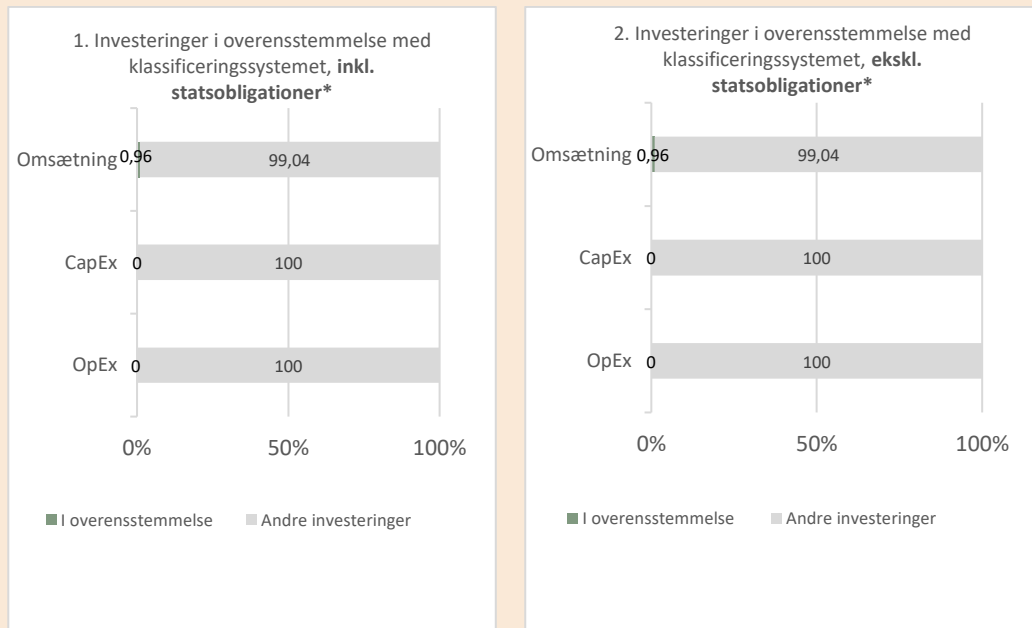 1. Investeringer i overensstemmelse med
klassificeringssystemet, inkl.
statsobligationer*
Omsætning 0,96 99,04
CapEx 0 100
OpEx 0 100
0% 50% 100%
I overensstemmelse Andre investeringer
2. Investeringer i overensstemmelse med
klassificeringssystemet, ekskl.
statsobligationer*
Omsætning 0,96 99,04
CapEx 0 100
OpEx 0 100
0% 50% 100%
I overensstemmelse Andre investeringer